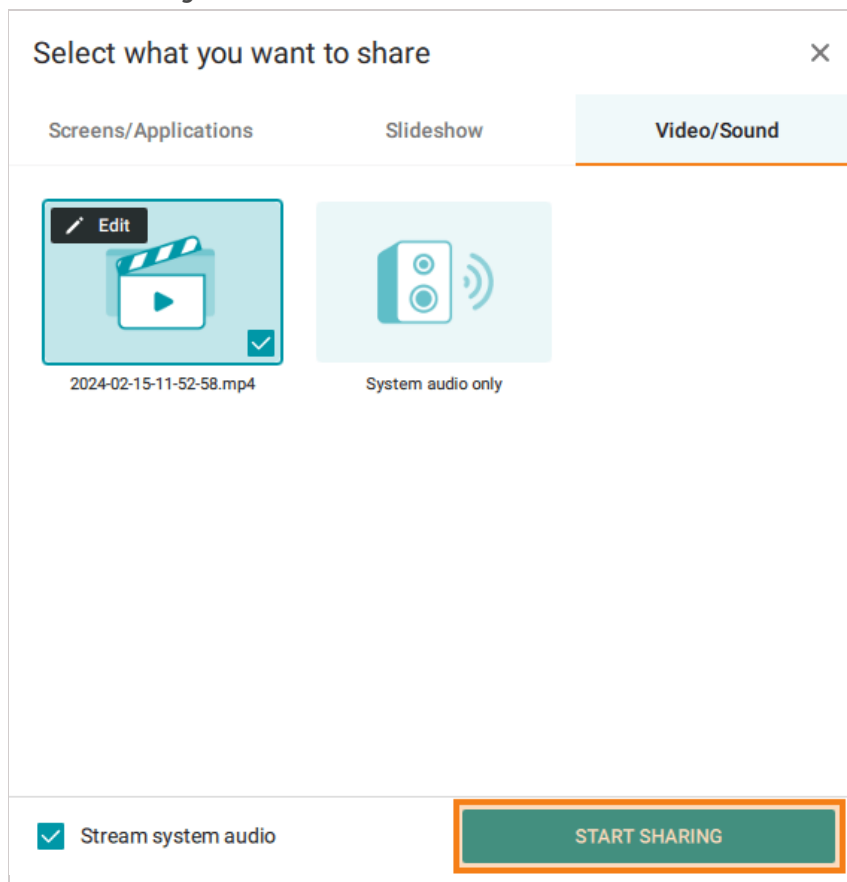 Select what you want to share
Screens/Applications Slideshow Video/Sound
Edit
2024-02-15-11-52-58.mp4 System audio only
Stream system audio START SHARING